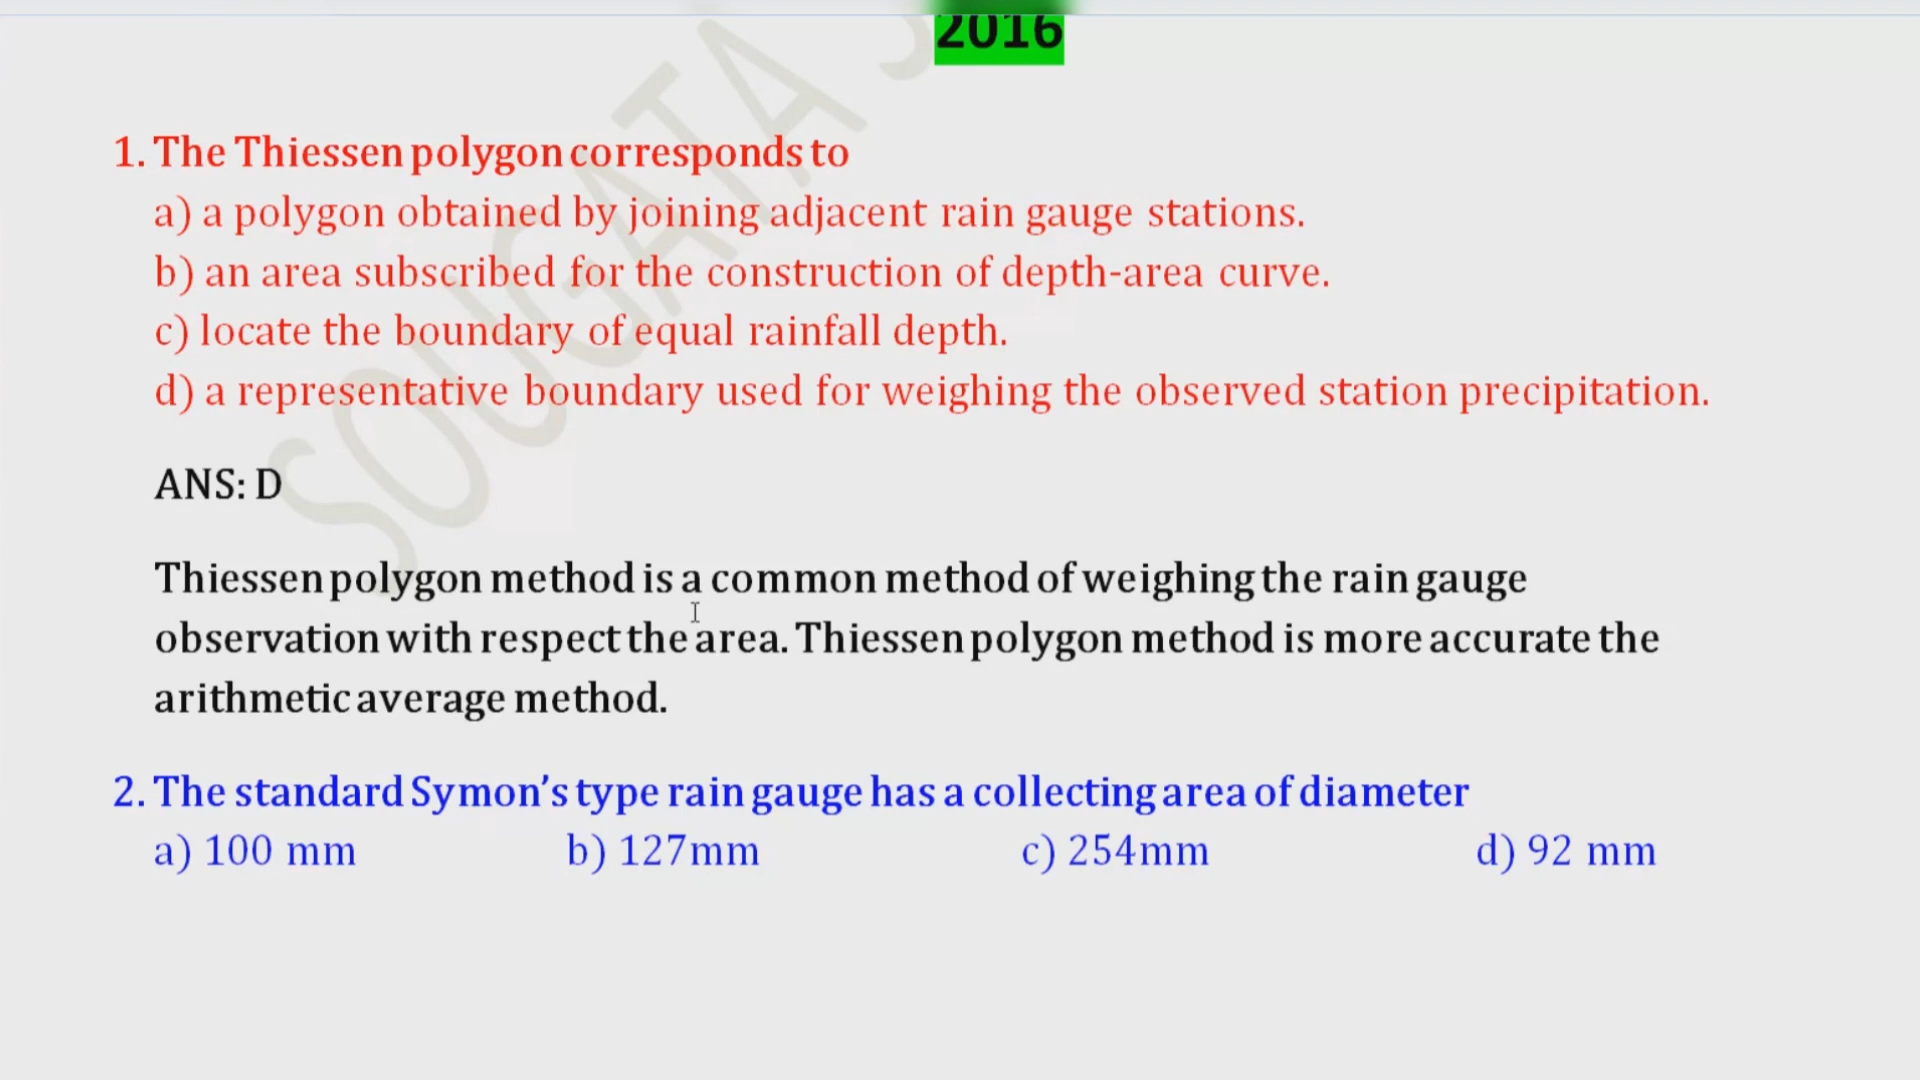 2016
1. The Thiessen polygon corresponds to
a) a polygon obtained by joining adjacent rain gauge stations.
b) an area subscribed for the construction of depth-area curve.
c) locate the boundary of equal rainfall depth.
d) a representative boundary used for weighing the observed station precipitation.
ANS: D
Thiessen polygon method is a common method of weighing the rain gauge
observation with respect the area. Thiessen polygon method is more accurate the
arithmetic average method.
2. The standard Symon’s type rain gauge has a collecting area of diameter
a) 100 mm b) 127mm c) 254mm d) 92 mm
SOUGATA S